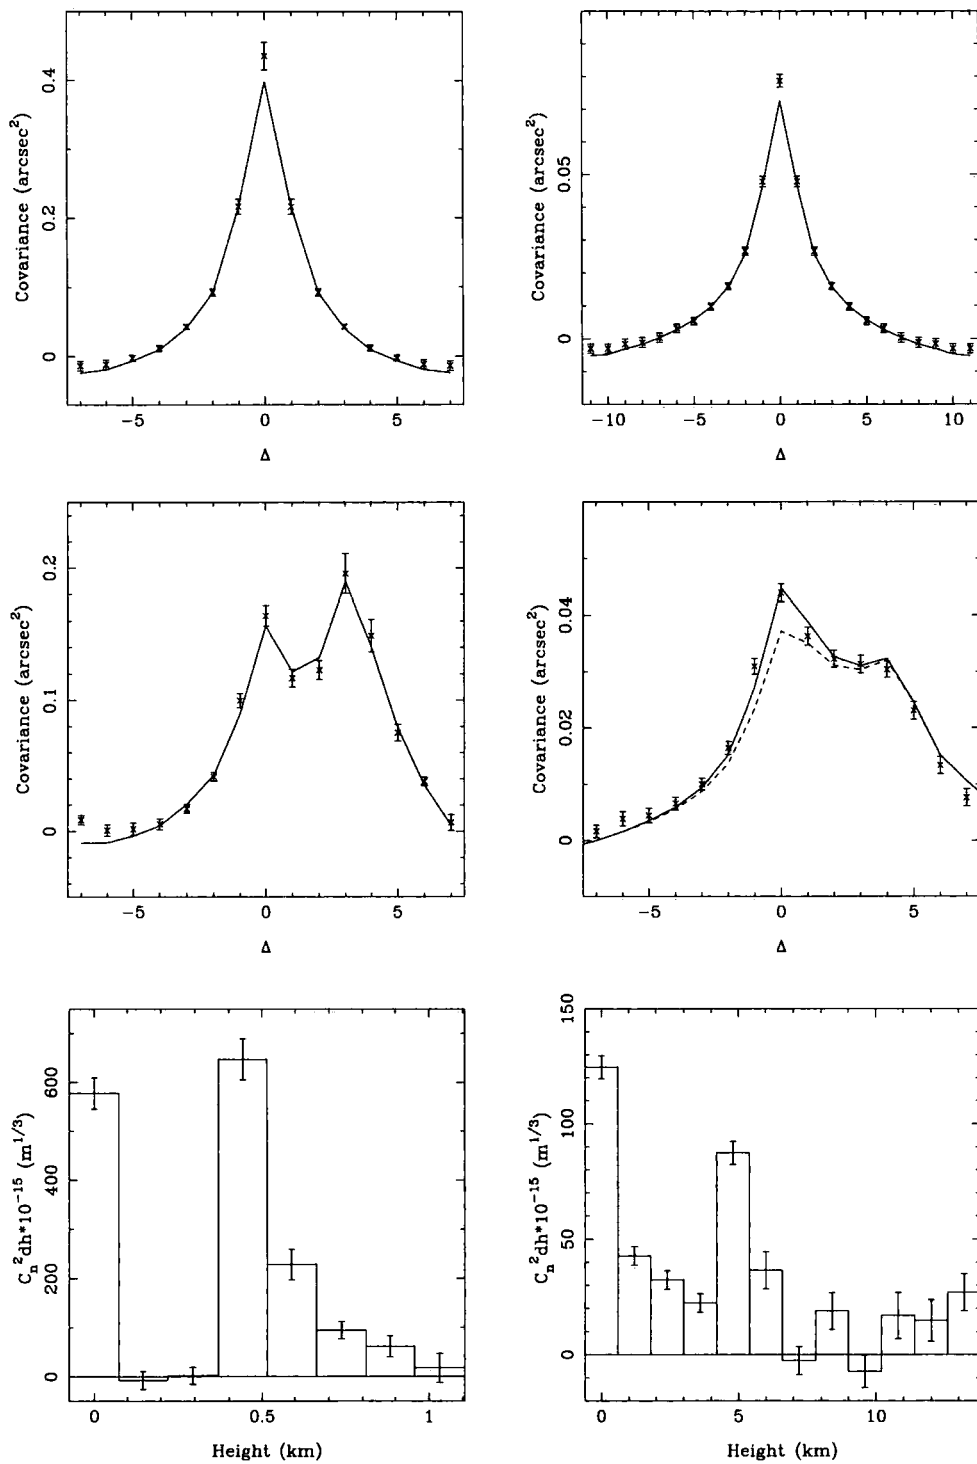 Covariance (arcsec²)
0.4
0.2
0
−5 0 5
Δ
Covariance (arcsec²)
0.05
0
−10 −5 0 5 10
Δ
Covariance (arcsec²)
0.2
0.1
0
−5 0 5
Δ
Covariance (arcsec²)
0.04
0.02
0
−5 0 5
Δ
Cₙ²dh*10⁻¹⁵ (m^1/3)
600
400
200
0
0 0.5 1
Height (km)
Cₙ²dh*10⁻¹⁵ (m^1/3)
150
100
50
0
0 5 10
Height (km)